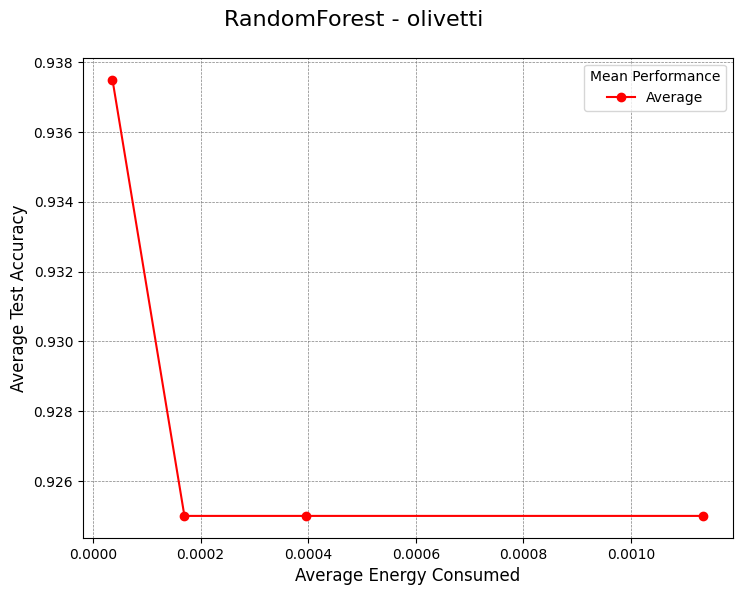 RandomForest - olivetti
Mean Performance
Average
0.938
0.936
0.934
0.932
0.930
0.928
0.926
Average Test Accuracy
0.0000
0.0002
0.0004
0.0006
0.0008
0.0010
Average Energy Consumed